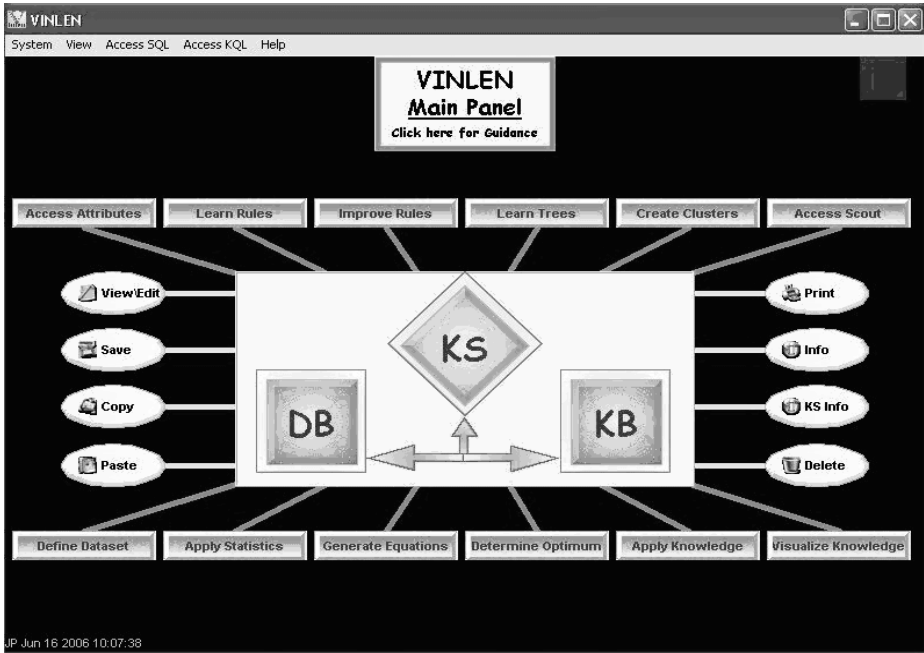 VINLEN
System View Access SQL Access KQL Help
VINLEN
Main Panel
Click here for Guidance
Access Attributes
Learn Rules
Improve Rules
Learn Trees
Create Clusters
Access Scout
View\Edit
Print
KS
Save
Info
DB
KB
Copy
KS Info
Paste
Delete
Define Dataset
Apply Statistics
Generate Equations
Determine Optimum
Apply Knowledge
Visualize Knowledge
JP Jun 16 2006 10:07:38